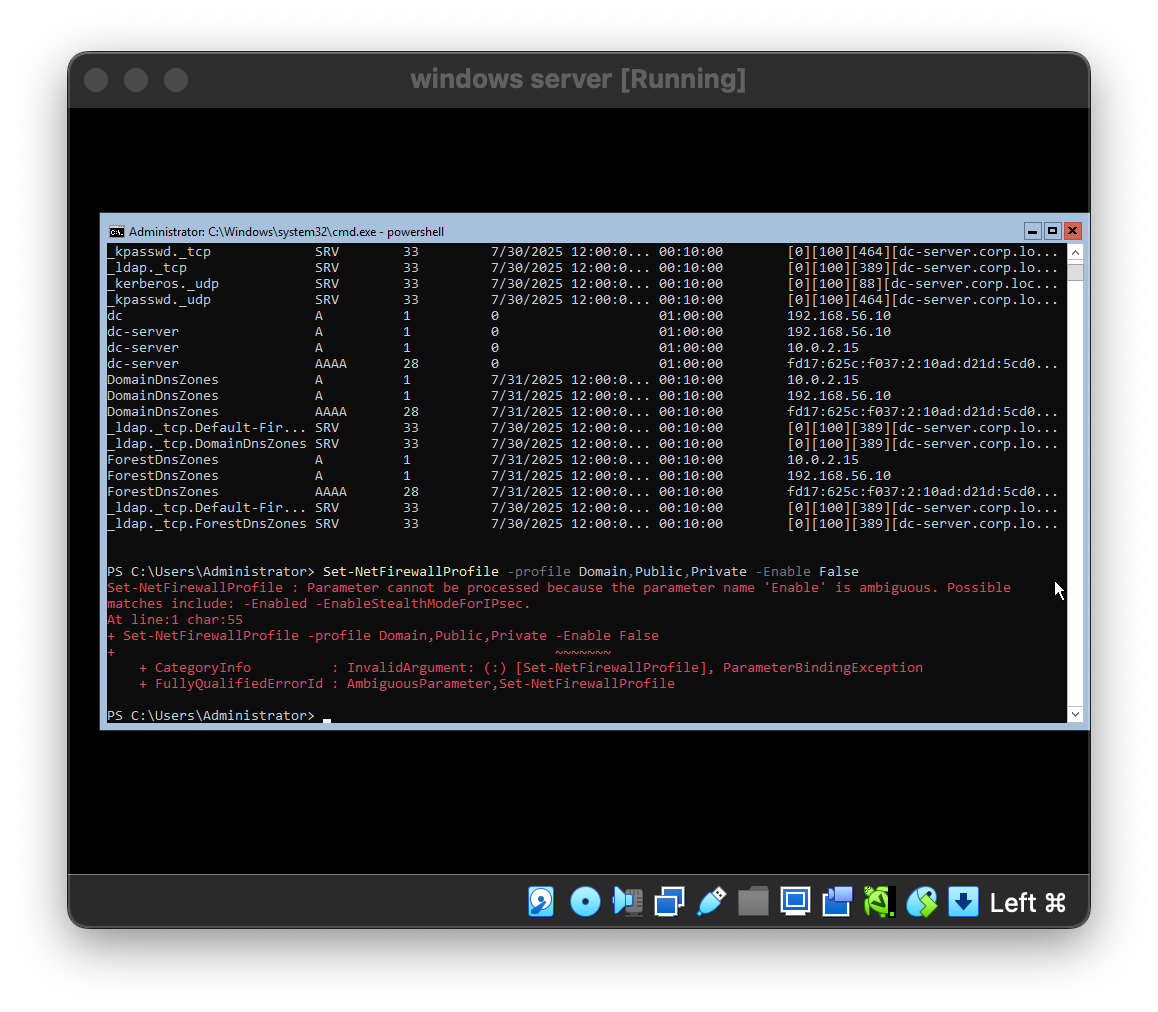 windows server [Running]
Administrator: C:\Windows\system32\cmd.exe - powershell
_kpasswd._tcp SRV 33 7/30/2025 12:00:0... 00:10:00 [0][100][464][dc-server.corp.lo...
_ldap._tcp SRV 33 7/30/2025 12:00:0... 00:10:00 [0][100][389][dc-server.corp.lo...
_kerberos._udp SRV 33 7/30/2025 12:00:0... 00:10:00 [0][100][88][dc-server.corp.loc...
_kpasswd._udp SRV 33 7/30/2025 12:00:0... 00:10:00 [0][100][464][dc-server.corp.lo...
dc A 1 0 01:00:00 192.168.56.10
dc-server A 1 0 01:00:00 192.168.56.10
dc-server A 1 0 01:00:00 10.0.2.15
dc-server AAAA 28 0 01:00:00 fd17:625c:f037:2:10ad:d21d:5cd0...
DomainDnsZones A 1 7/31/2025 12:00:0... 00:10:00 10.0.2.15
DomainDnsZones A 1 7/31/2025 12:00:0... 00:10:00 192.168.56.10
DomainDnsZones AAAA 28 7/31/2025 12:00:0... 00:10:00 fd17:625c:f037:2:10ad:d21d:5cd0...
_ldap._tcp.Default-Fir... SRV 33 7/30/2025 12:00:0... 00:10:00 [0][100][389][dc-server.corp.lo...
_ldap._tcp.DomainDnsZones SRV 33 7/30/2025 12:00:0... 00:10:00 [0][100][389][dc-server.corp.lo...
ForestDnsZones A 1 7/31/2025 12:00:0... 00:10:00 10.0.2.15
ForestDnsZones A 1 7/31/2025 12:00:0... 00:10:00 192.168.56.10
ForestDnsZones AAAA 28 7/31/2025 12:00:0... 00:10:00 fd17:625c:f037:2:10ad:d21d:5cd0...
_ldap._tcp.Default-Fir... SRV 33 7/30/2025 12:00:0... 00:10:00 [0][100][389][dc-server.corp.lo...
_ldap._tcp.ForestDnsZones SRV 33 7/30/2025 12:00:0... 00:10:00 [0][100][389][dc-server.corp.lo...
PS C:\Users\Administrator> Set-NetFirewallProfile -profile Domain,Public,Private -Enable False
Set-NetFirewallProfile : Parameter cannot be processed because the parameter name 'Enable' is ambiguous. Possible
matches include: -Enabled -EnableStealthModeForIPsec.
At line:1 char:55
+ Set-NetFirewallProfile -profile Domain,Public,Private -Enable False
+ ~~~~~~~
+ CategoryInfo : InvalidArgument: (:) [Set-NetFirewallProfile], ParameterBindingException
+ FullyQualifiedErrorId : AmbiguousParameter,Set-NetFirewallProfile
PS C:\Users\Administrator> _
Left ⌘